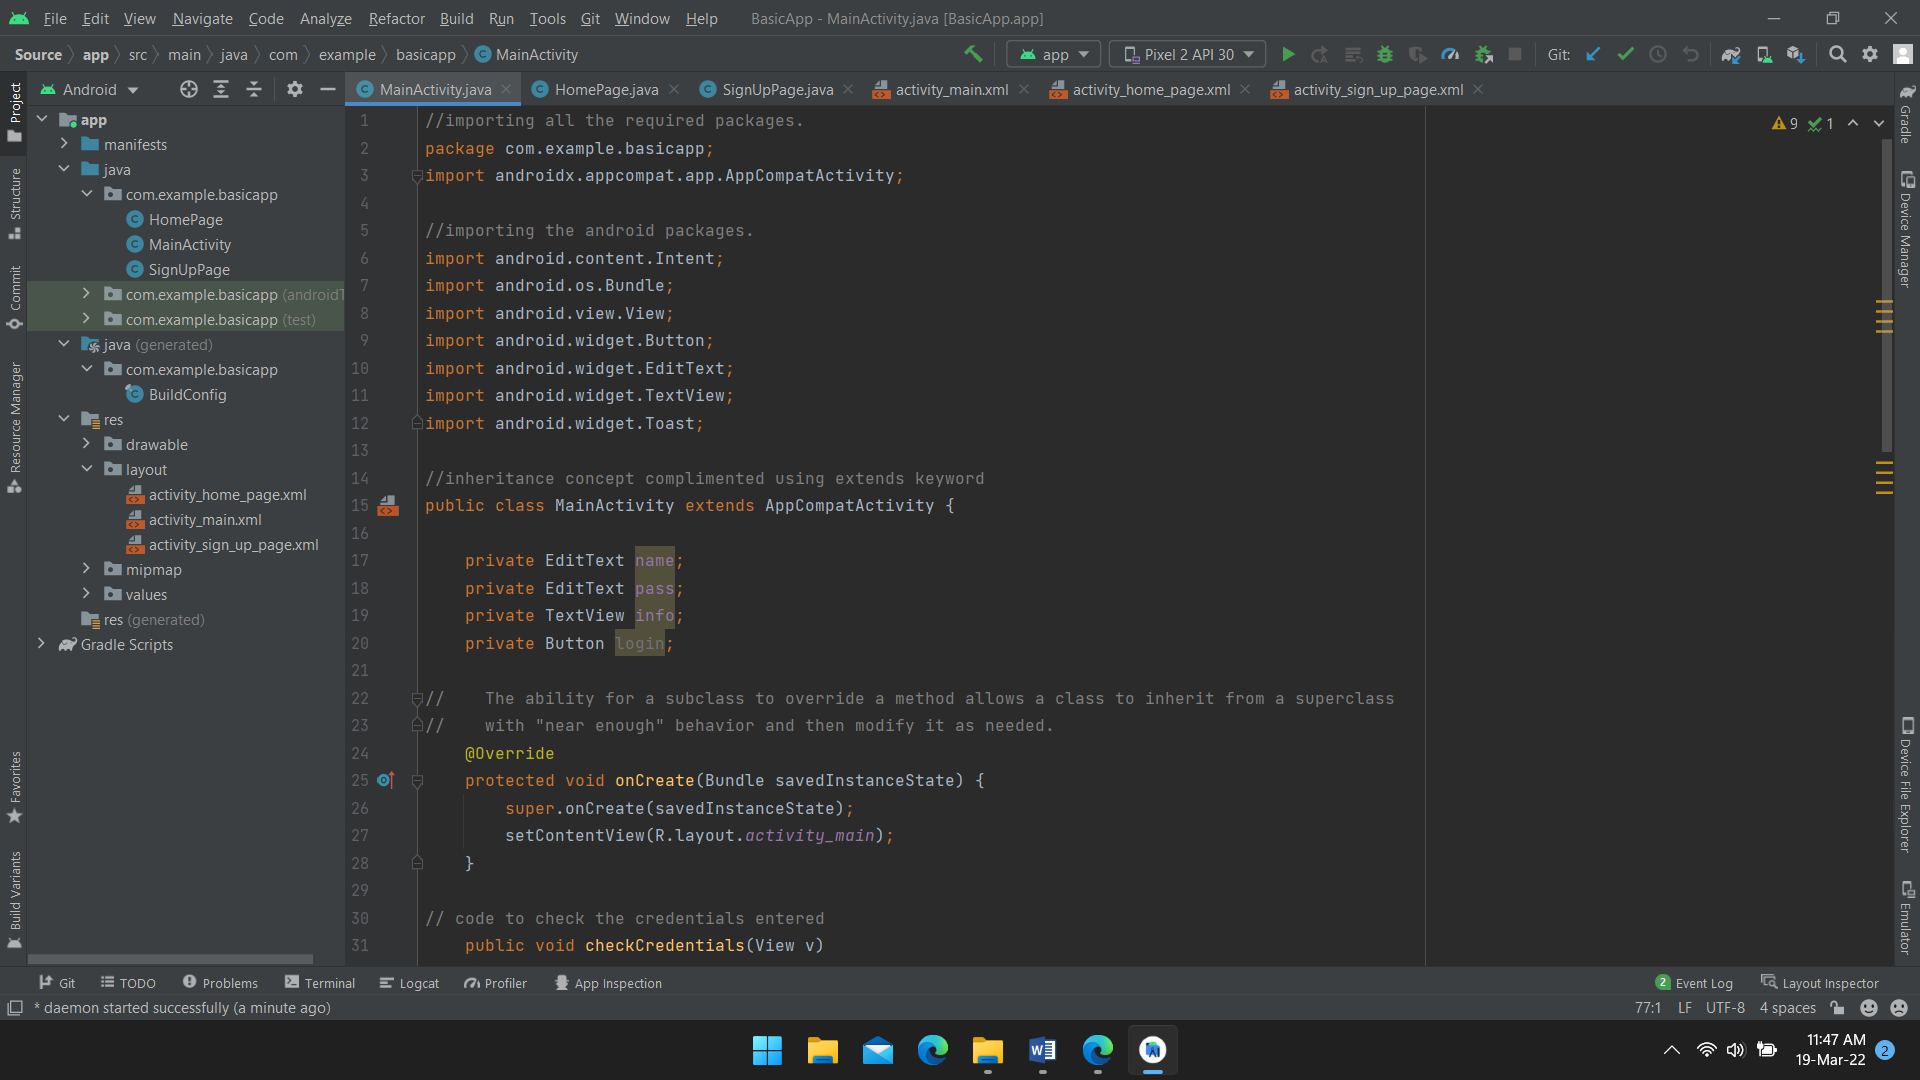 File Edit View Navigate Code Analyze Refactor Build Run Tools Git Window Help BasicApp - MainActivity.java [BasicApp.app]
Source app src main java com example basicapp MainActivity app Pixel 2 API 30 Git:
Android MainActivity.java HomePage.java SignUpPage.java activity_main.xml activity_home_page.xml activity_sign_up_page.xml
Project
Structure
Commit
Resource Manager
Favorites
Build Variants
app
manifests
java
com.example.basicapp
HomePage
MainActivity
SignUpPage
com.example.basicapp
com.example.basicapp (test)
java (generated)
com.example.basicapp
BuildConfig
res
drawable
layout
activity_home_page.xml
activity_main.xml
activity_sign_up_page.xml
mipmap
values
res (generated)
Gradle Scripts
1 //importing all the required packages.
2 package com.example.basicapp;
3 import androidx.appcompat.app.AppCompatActivity;
4
5 //importing the android packages.
6 import android.content.Intent;
7 import android.os.Bundle;
8 import android.view.View;
9 import android.widget.Button;
10 import android.widget.EditText;
11 import android.widget.TextView;
12 import android.widget.Toast;
13
14 //inheritance concept complimented using extends keyword
15 public class MainActivity extends AppCompatActivity {
16
17 private EditText name;
18 private EditText pass;
19 private TextView info;
20 private Button login;
21
22 // The ability for a subclass to override a method allows a class to inherit from a superclass
23 // with "near enough" behavior and then modify it as needed.
24 @Override
25 protected void onCreate(Bundle savedInstanceState) {
26 super.onCreate(savedInstanceState);
27 setContentView(R.layout.activity_main);
28 }
29
30 // code to check the credentials entered
31 public void checkCredentials(View v)
9 1
Gradle
Device Manager
Device File Explorer
Emulator
Git TODO Problems Terminal Logcat Profiler App Inspection 2 Event Log Layout Inspector
* daemon started successfully (a minute ago) 77:1 LF UTF-8 4 spaces
11:47 AM
19-Mar-22 2